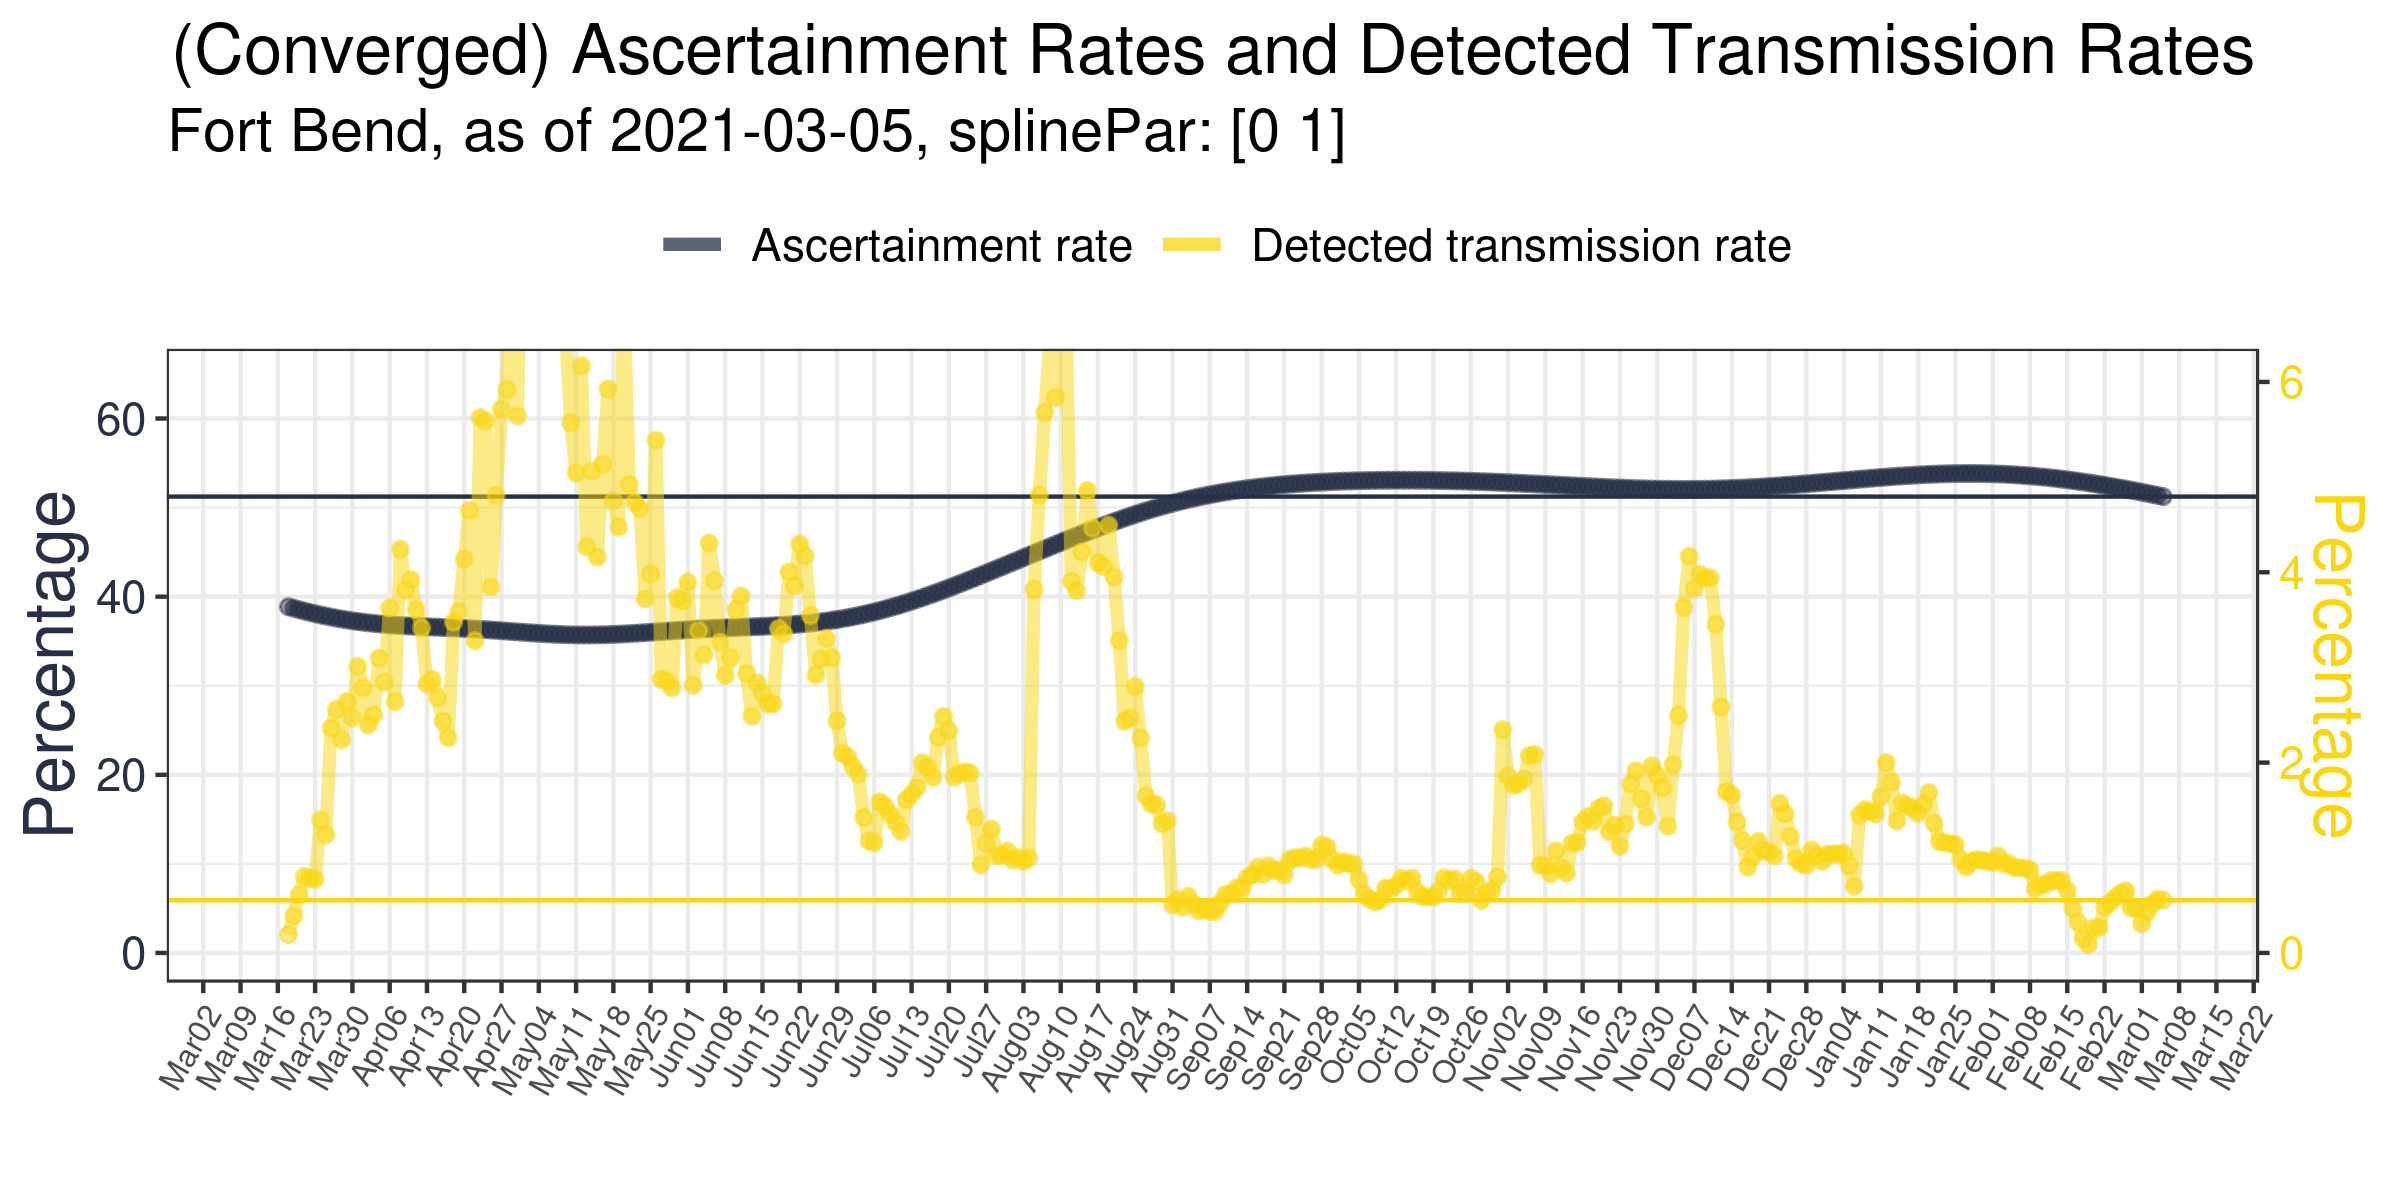 (Converged) Ascertainment Rates and Detected Transmission Rates
Fort Bend, as of 2021-03-05, splinePar: [0 1]
Ascertainment rate Detected transmission rate
Percentage
60
40
20
0
6
4
2
0
Percentage
Mar02 Mar09 Mar16 Mar23 Mar30 Apr06 Apr13 Apr20 Apr27 May04 May11 May18 May25 Jun01 Jun08 Jun15 Jun22 Jun29 Jul06 Jul13 Jul20 Jul27 Aug03 Aug10 Aug17 Aug24 Aug31 Sep07 Sep14 Sep21 Sep28 Oct05 Oct12 Oct19 Oct26 Nov02 Nov09 Nov16 Nov23 Nov30 Dec07 Dec14 Dec21 Dec28 Jan04 Jan11 Jan18 Jan25 Feb01 Feb08 Feb15 Feb22 Mar01 Mar08 Mar15 Mar22